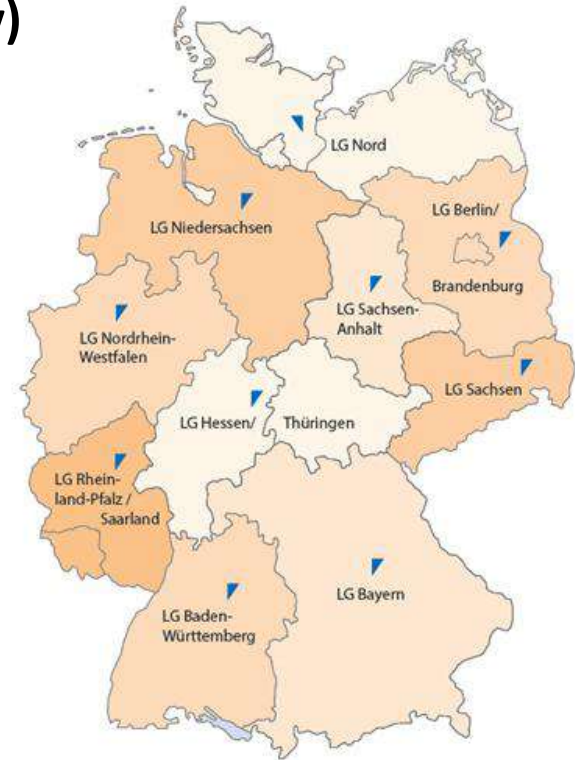 v)
LG Nord
LG Berlin/
Brandenburg
LG Niedersachsen
LG Sachsen-
Anhalt
LG Nordrhein-
Westfalen
LG Sachsen
LG Hessen/
Thüringen
LG Rhein-
land-Pfalz /
Saarland
LG Bayern
LG Baden-
Württemberg